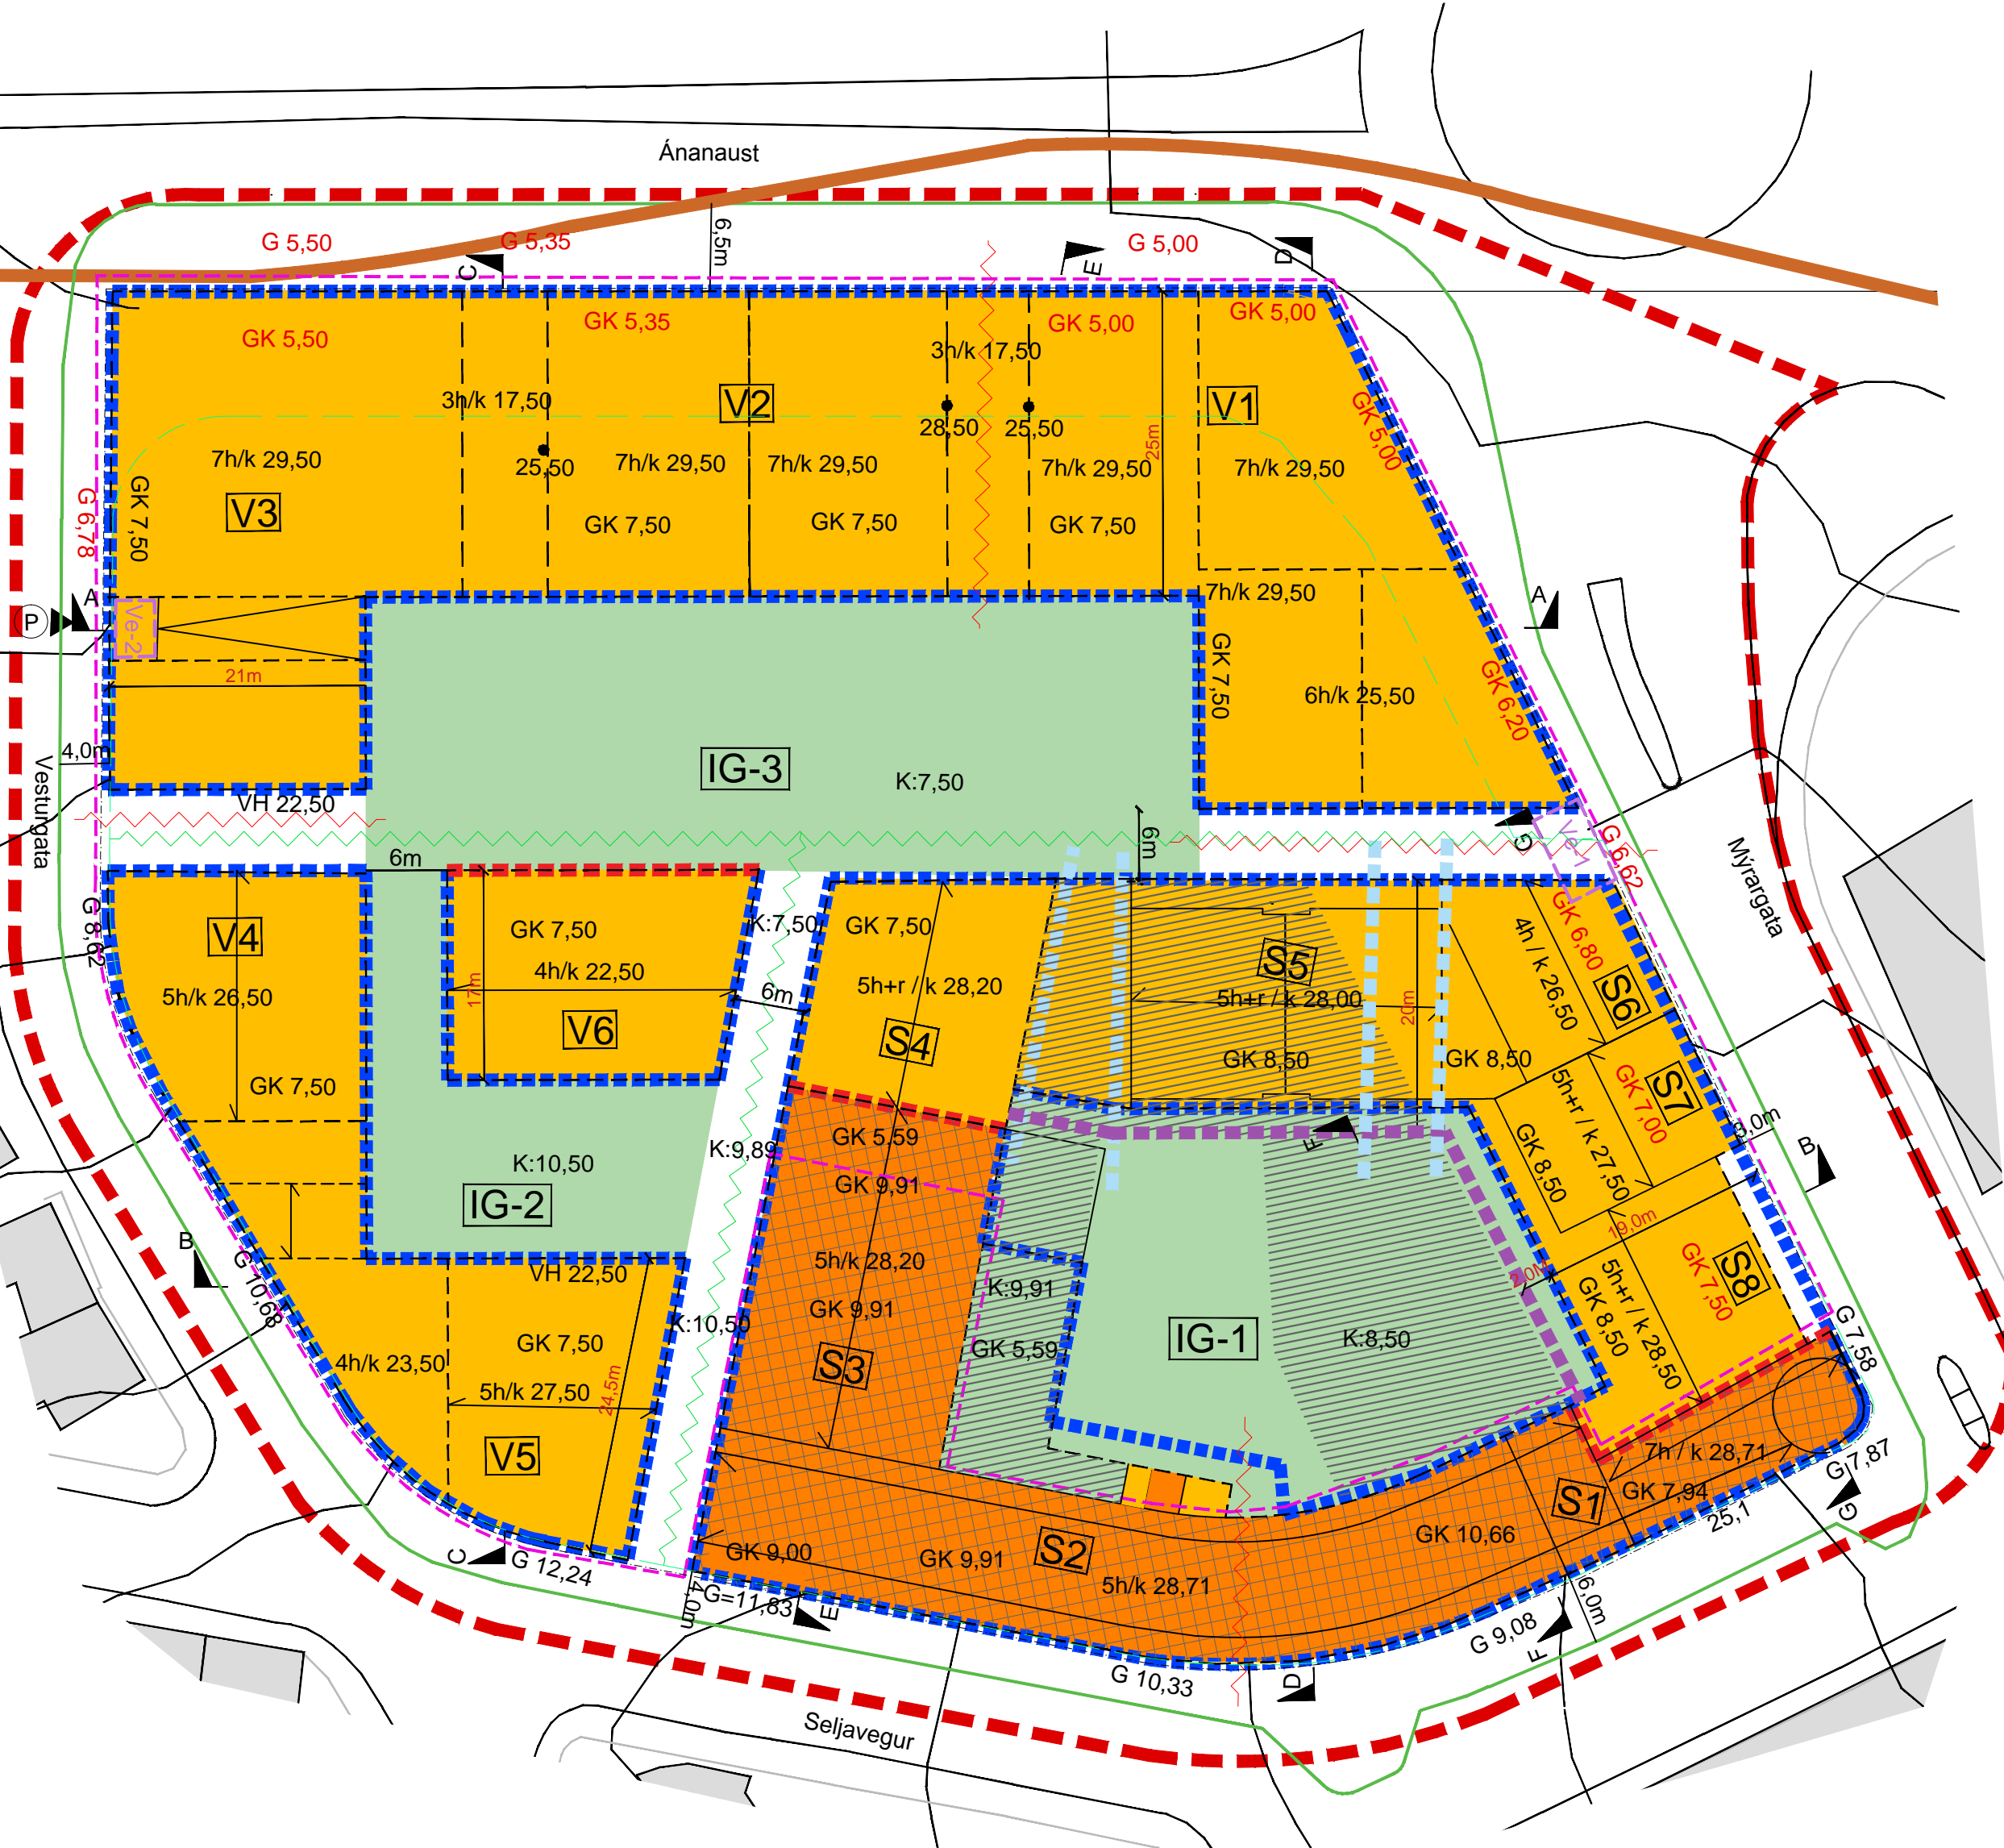 Ánanaust
G 5,50
G 5,35
6,5m
G 5,00
C
E
D
GK 5,50
GK 5,35
GK 5,00
GK 5,00
3h/k 17,50
3h/k 17,50
V2
V1
GK 5,00
28,50
25,50
25m
7h/k 29,50
25,50
7h/k 29,50
7h/k 29,50
7h/k 29,50
7h/k 29,50
V3
GK 7,50
G 6,78
GK 7,50
GK 7,50
GK 7,50
A
P
Ve-2
7h/k 29,50
A
21m
GK 7,50
6h/k 25,50
GK 6,20
4,0m
Vesturgata
IG-3
K:7,50
VH 22,50
6m
6m
G
Ve-1
G 6,62
Mýrargata
G 8,62
V4
GK 7,50
K:7,50
GK 7,50
GK 6,80
4h / k 26,50
S5
S6
5h/k 26,50
4h/k 22,50
17m
6m
5h+r / k 28,20
5h+r / k 28,00
20m
V6
S4
GK 7,50
GK 8,50
GK 8,50
GK 7,00
S7
5h+r / k 27,50
3,0m
F
GK 5.59
K:9,89
K:10,50
GK 9,91
GK 8,50
B
IG-2
B
19,0m
G 10,68
VH 22,50
5h/k 28,20
K:9,91
2,0M
GK 7,50
S8
5h+r / k 28,50
GK 8,50
GK 9,91
K:10,50
GK 7,50
GK 5,59
IG-1
K:8,50
G 7,58
4h/k 23,50
5h/k 27,50
24,5m
S3
V5
7h / k 28,71
G 7,87
GK 7,94
S1
25,1
G
GK 10,66
GK 9,00
GK 9,91
S2
5h/k 28,71
C
G 12,24
4,0m
G=11,83
E
6,0m
G 9,08
F
G 10,33
D
Seljavegur